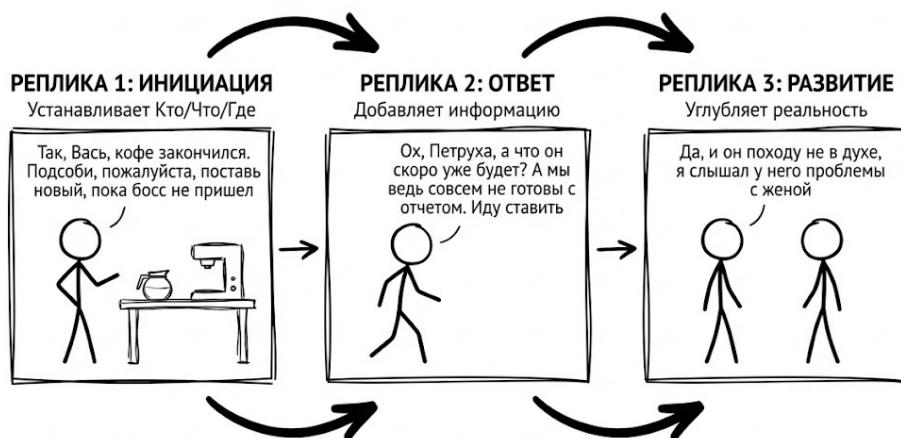 РЕПЛИКА 1: ИНИЦИАЦИЯ
Устанавливает Кто/Что/Где
Так, Вась, кофе закончился.
Подсоби, пожалуйста, поставь
новый, пока босс не пришел
РЕПЛИКА 2: ОТВЕТ
Добавляет информацию
Ох, Петруха, а что он
скоро уже будет? А мы
ведь совсем не готовы с
отчетом. Иду ставить
РЕПЛИКА 3: РАЗВИТИЕ
Углубляет реальность
Да, и он походу не в духе,
я слышал у него проблемы
с женой